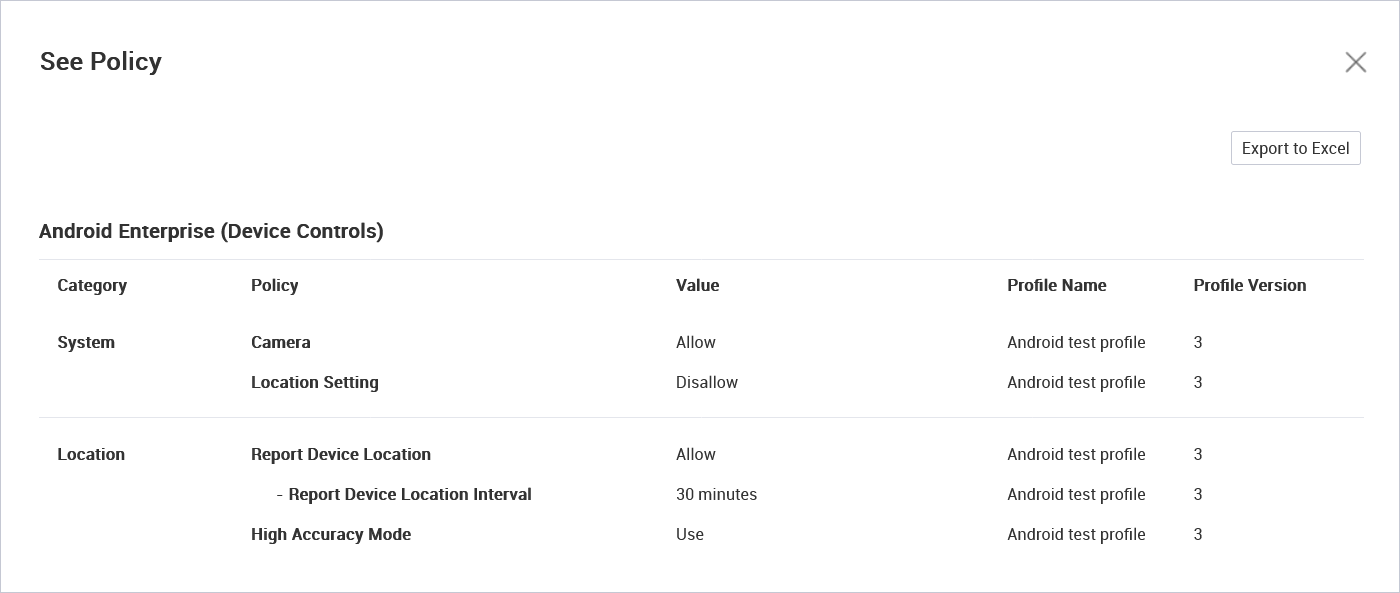 See Policy
Export to Excel
Android Enterprise (Device Controls)
Category Policy Value Profile Name Profile Version
System Camera Allow Android test profile 3
Location Setting Disallow Android test profile 3
Location Report Device Location Allow Android test profile 3
- Report Device Location Interval 30 minutes Android test profile 3
High Accuracy Mode Use Android test profile 3